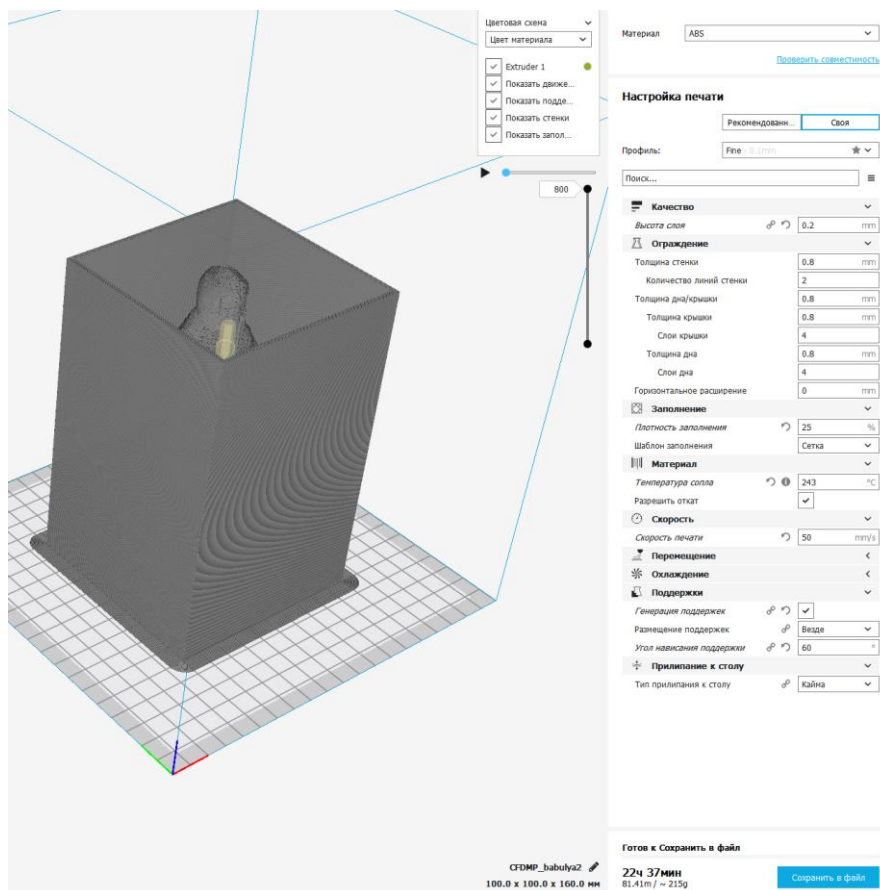 Цветовая схема
Цвет материала
Extruder 1
Показать движе...
Показать подде...
Показать стенки
Показать запол...
800
Материал ABS
Проверить совместимость
Настройка печати
Рекомендованн... Своя
Профиль: Fine - 0.1mm
Поиск...
Качество
Высота слоя 0.2 mm
Ограждение
Толщина стенки 0.8 mm
Количество линий стенки 2
Толщина дна/крышки 0.8 mm
Толщина крышки 0.8 mm
Слои крышки 4
Толщина дна 0.8 mm
Слои дна 4
Горизонтальное расширение 0 mm
Заполнение
Плотность заполнения 25 %
Шаблон заполнения Сетка
Материал
Температура сопла 243 °C
Разрешить откат
Скорость
Скорость печати 50 mm/s
Перемещение
Охлаждение
Поддержки
Генерация поддержек
Размещение поддержек Везде
Угол нависания поддержки 60 °
Прилипание к столу
Тип прилипания к столу Кайма
CFDMP_babulya2
100.0 x 100.0 x 160.0 мм
Готов к Сохранить в файл
22ч 37мин
81.41m / ~ 215g
Сохранить в файл